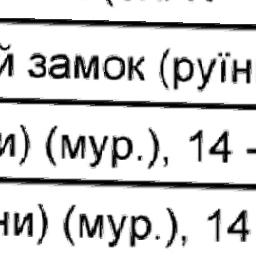 й замок (руїн
и) (мур.), 14 -
ни) (мур.), 14